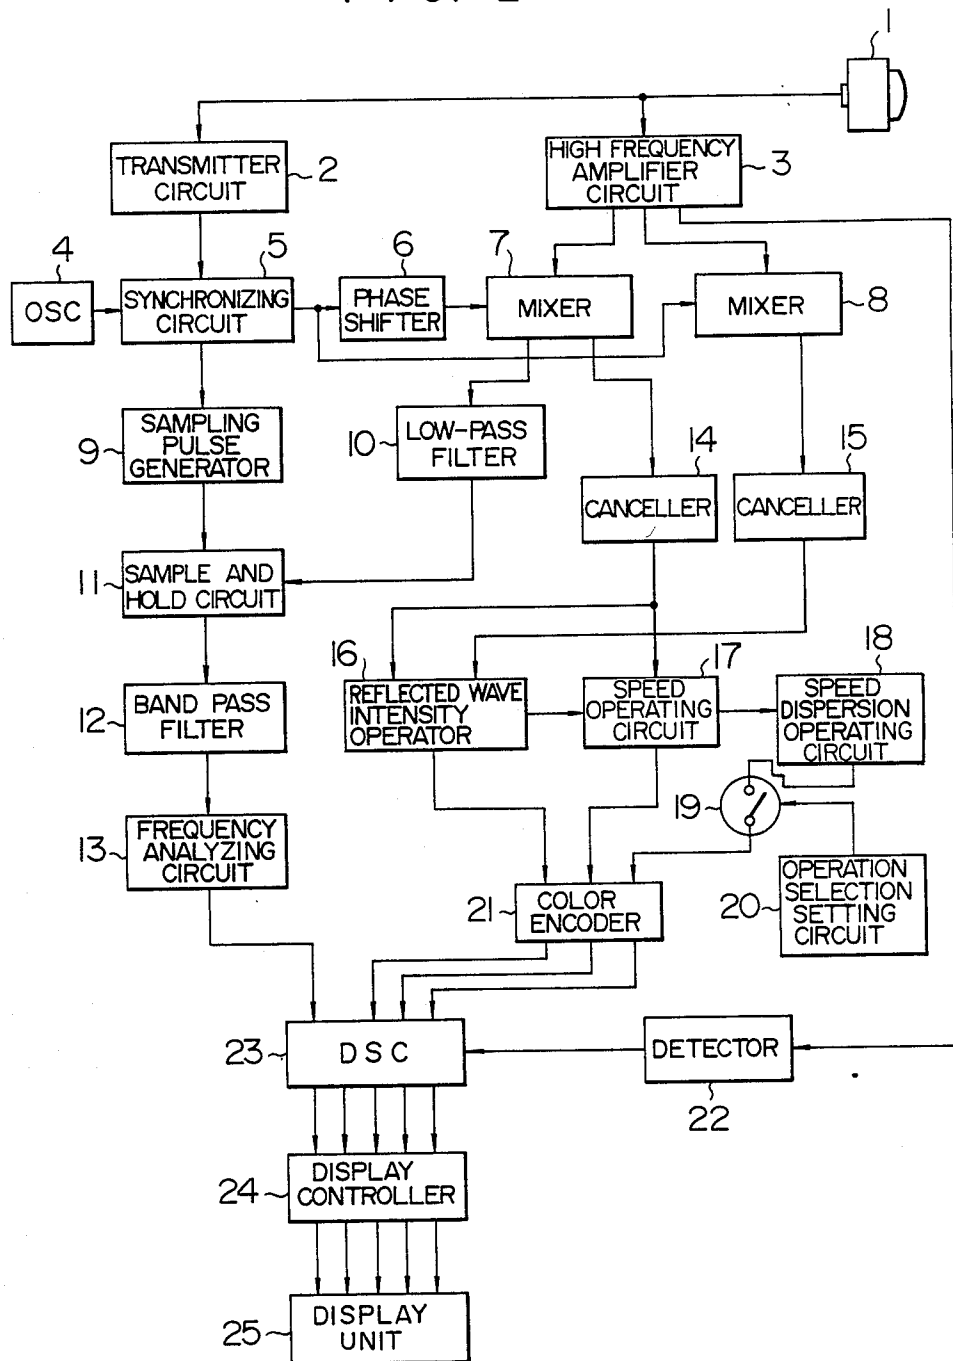 1
TRANSMITTER
CIRCUIT
2
HIGH FREQUENCY
AMPLIFIER
CIRCUIT
3
4
OSC
5
SYNCHRONIZING
CIRCUIT
6
PHASE
SHIFTER
7
MIXER
MIXER
8
9
SAMPLING
PULSE
GENERATOR
10
LOW-PASS
FILTER
14
CANCELLER
15
CANCELLER
11
SAMPLE AND
HOLD CIRCUIT
16
REFLECTED WAVE
INTENSITY
OPERATOR
17
SPEED
OPERATING
CIRCUIT
18
SPEED
DISPERSION
OPERATING
CIRCUIT
12
BAND PASS
FILTER
19
13
FREQUENCY
ANALYZING
CIRCUIT
20
OPERATION
SELECTION
SETTING
CIRCUIT
21
COLOR
ENCODER
23
DSC
DETECTOR
22
24
DISPLAY
CONTROLLER
25
DISPLAY
UNIT